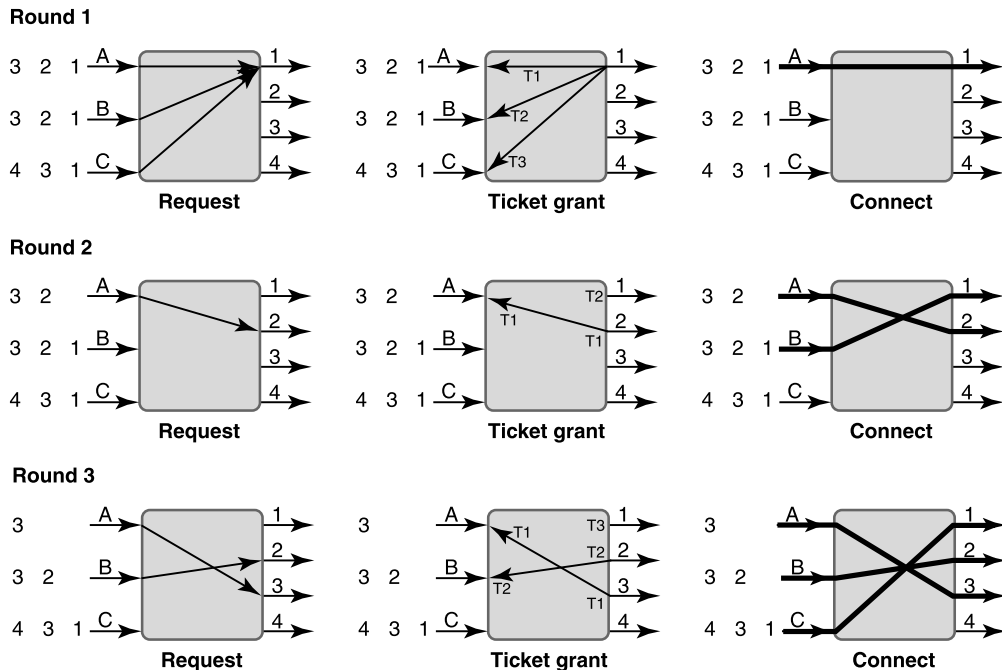 Round 1
A 1 A 1 A 1
3 2 1 3 2 1 3 2 1
T1
2 2 2
B B B
3 2 1 T2 3 2 1 3 2 1
3 3 3
C T3 C C
4 3 1 4 4 3 1 4 4 3 1 4
Request Ticket grant Connect
Round 2
A 1 A 1 A 1
3 2 3 2 T2 3 2
2 T1 2 2
B B T1 B
3 2 1 3 2 1 3 2 1
3 3 3
C C C
4 3 1 4 4 3 1 4 4 3 1 4
Request Ticket grant Connect
Round 3
A 1 A 1 A 1
3 3 T1 T3 3
2 T2 2 2
B B B
3 2 3 2 T2 3 2
3 T1 3 3
C C C
4 3 1 4 4 3 1 4 4 3 1 4
Request Ticket grant Connect